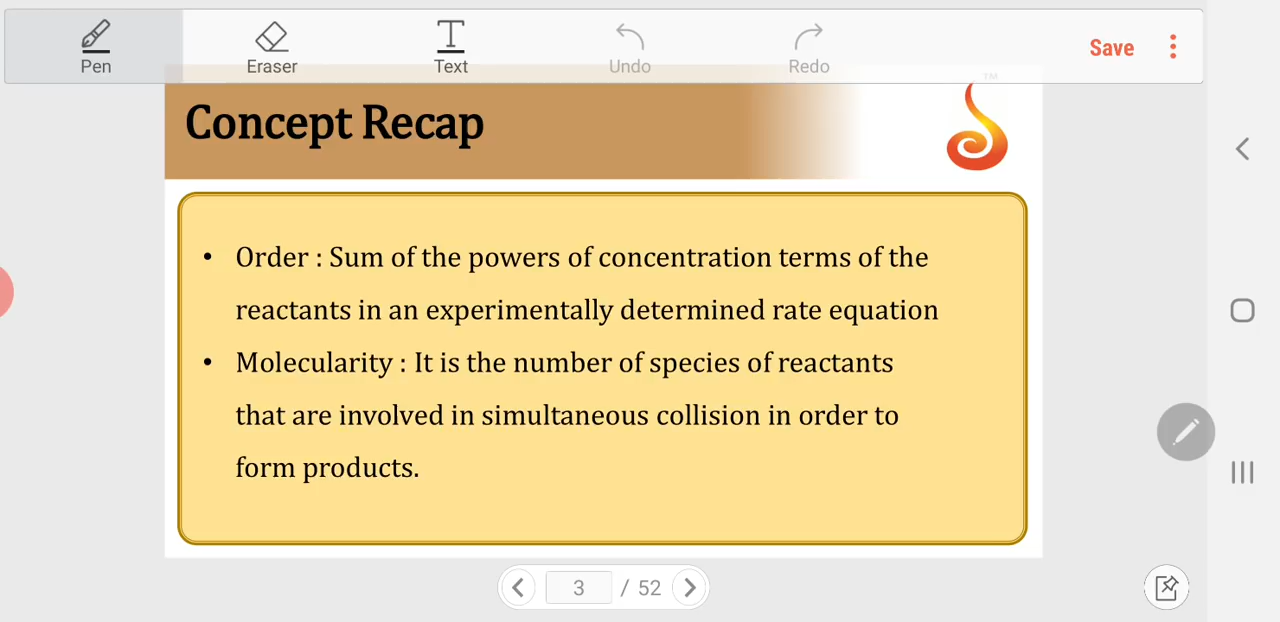 Pen
Eraser
Text
Undo
Redo
Save
TM
Concept Recap
• Order : Sum of the powers of concentration terms of the
reactants in an experimentally determined rate equation
• Molecularity : It is the number of species of reactants
that are involved in simultaneous collision in order to
form products.
3 / 52